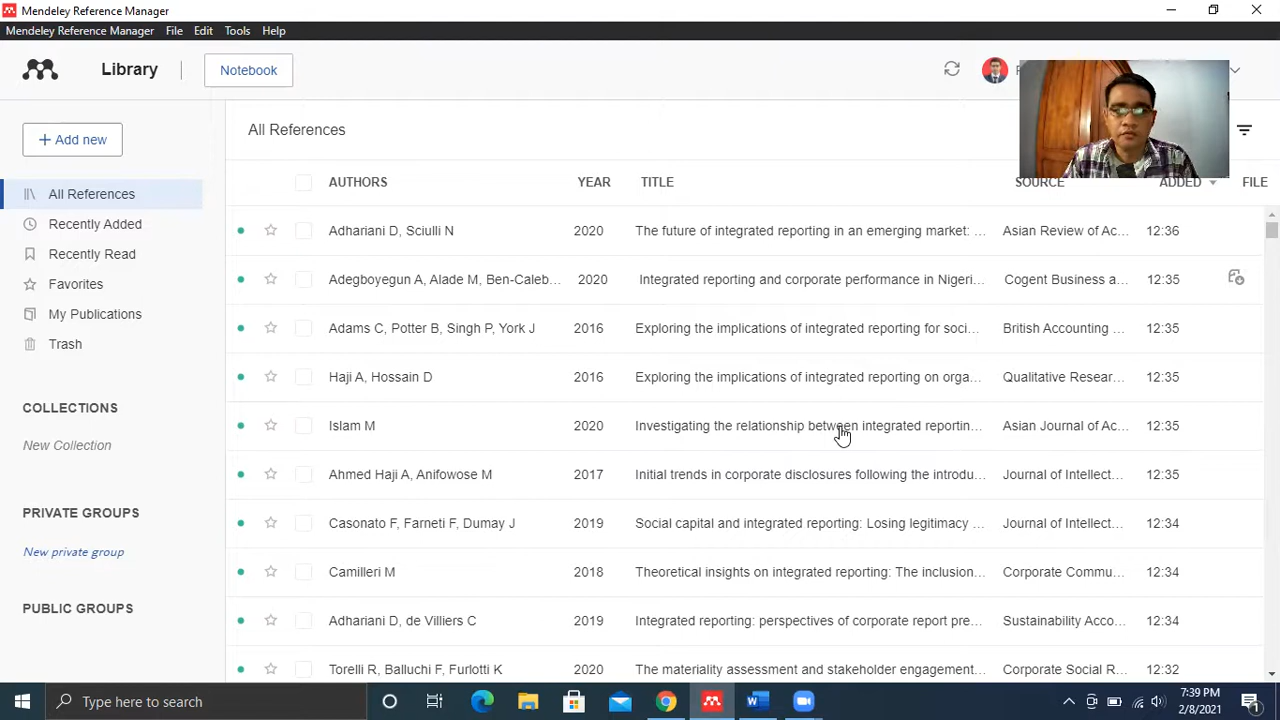 Mendeley Reference Manager
Mendeley Reference Manager File Edit Tools Help
Library Notebook
+ Add new
All References
Recently Added
Recently Read
Favorites
My Publications
Trash
COLLECTIONS
New Collection
PRIVATE GROUPS
New private group
PUBLIC GROUPS
All References
AUTHORS YEAR TITLE SOURCE ADDED FILE
Adhariani D, Sciulli N 2020 The future of integrated reporting in an emerging market: ... Asian Review of Ac... 12:36
Adegboyegun A, Alade M, Ben-Caleb... 2020 Integrated reporting and corporate performance in Nigeri... Cogent Business a... 12:35
Adams C, Potter B, Singh P, York J 2016 Exploring the implications of integrated reporting for soci... British Accounting ... 12:35
Haji A, Hossain D 2016 Exploring the implications of integrated reporting on orga... Qualitative Resear... 12:35
Islam M 2020 Investigating the relationship between integrated reportin... Asian Journal of Ac... 12:35
Ahmed Haji A, Anifowose M 2017 Initial trends in corporate disclosures following the introdu... Journal of Intellect... 12:35
Casonato F, Farneti F, Dumay J 2019 Social capital and integrated reporting: Losing legitimacy ... Journal of Intellect... 12:34
Camilleri M 2018 Theoretical insights on integrated reporting: The inclusion... Corporate Commu... 12:34
Adhariani D, de Villiers C 2019 Integrated reporting: perspectives of corporate report pre... Sustainability Acco... 12:34
Torelli R, Balluchi F, Furlotti K 2020 The materiality assessment and stakeholder engagement... Corporate Social R... 12:32
Type here to search
7:39 PM
2/8/2021
1